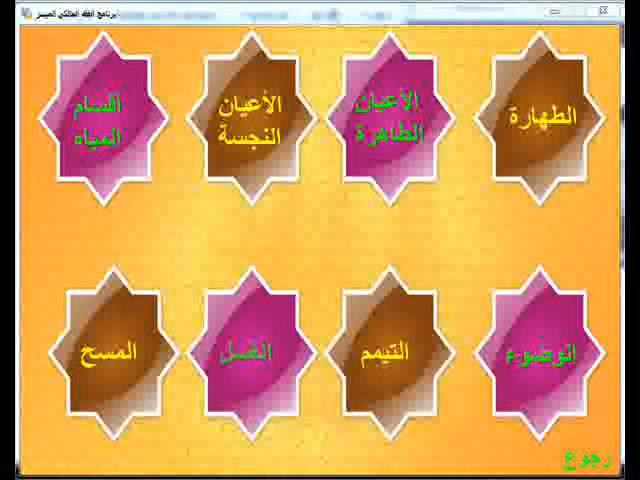 برنامج الفقه المالكي الميسر
الطهارة
الأعيان
الطاهرة
الأعيان
النجسة
أقسام
المياه
الوضوء
التيمم
الغسل
المسح
رجوع